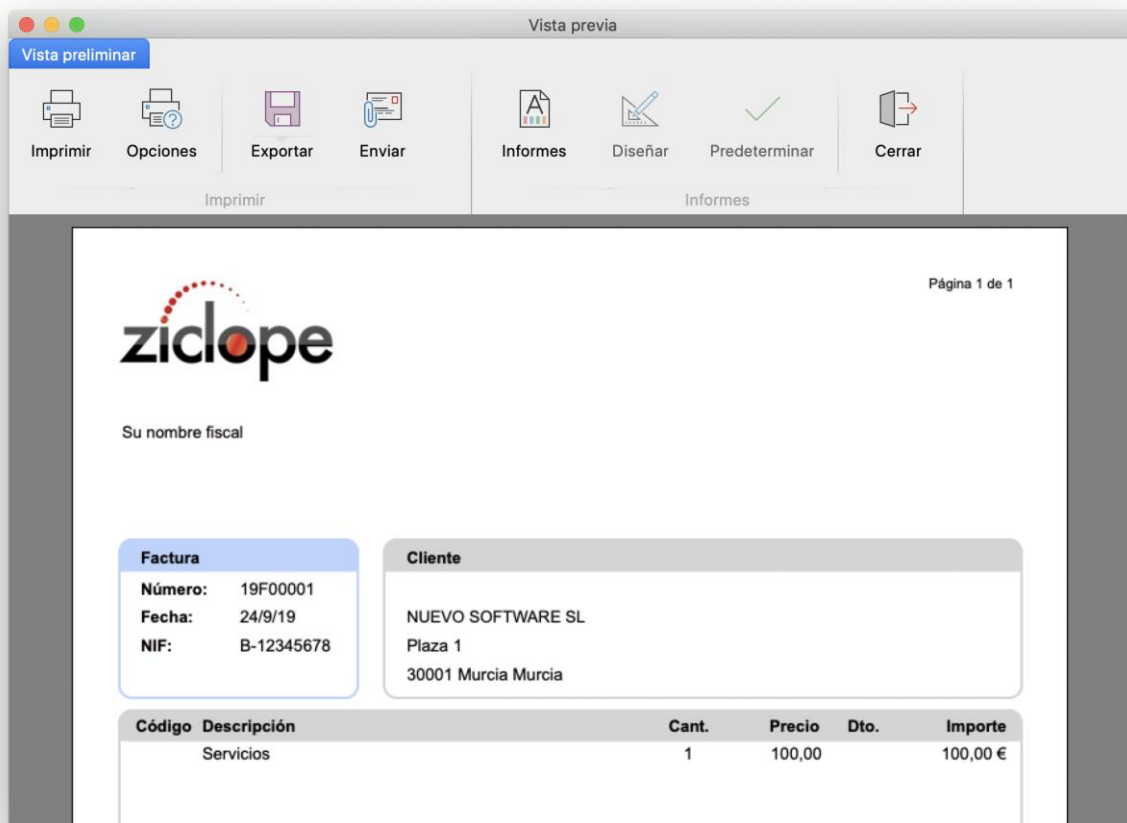 Vista previa
Vista preliminar
Imprimir Opciones Exportar Enviar Informes Diseñar Predeterminar Cerrar
Imprimir Informes
Página 1 de 1
ziclope
Su nombre fiscal
Factura Cliente
Número: 19F00001
Fecha: 24/9/19 NUEVO SOFTWARE SL
NIF: B-12345678 Plaza 1
30001 Murcia Murcia
Código Descripción Cant. Precio Dto. Importe
Servicios 1 100,00 100,00 €